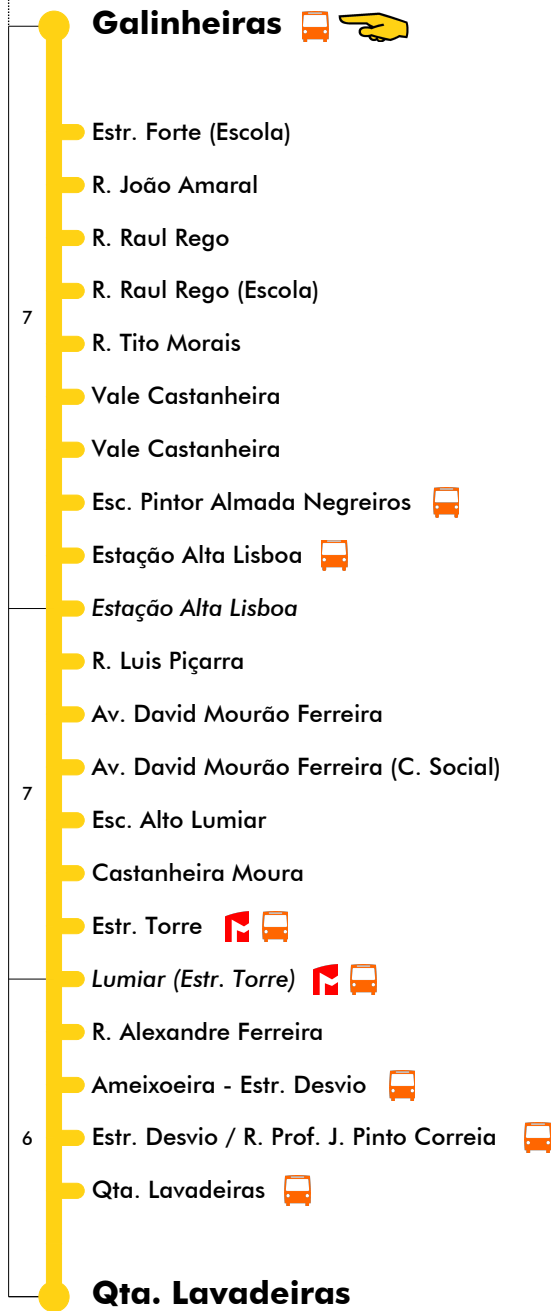 Galinheiras
Estr. Forte (Escola)
R. João Amaral
R. Raul Rego
R. Raul Rego (Escola)
7
R. Tito Morais
Vale Castanheira
Vale Castanheira
Esc. Pintor Almada Negreiros
Estação Alta Lisboa
Estação Alta Lisboa
R. Luis Piçarra
Av. David Mourão Ferreira
Av. David Mourão Ferreira (C. Social)
7
Esc. Alto Lumiar
Castanheira Moura
Estr. Torre
Lumiar (Estr. Torre)
R. Alexandre Ferreira
Ameixoeira - Estr. Desvio
6
Estr. Desvio / R. Prof. J. Pinto Correia
Qta. Lavadeiras
Qta. Lavadeiras